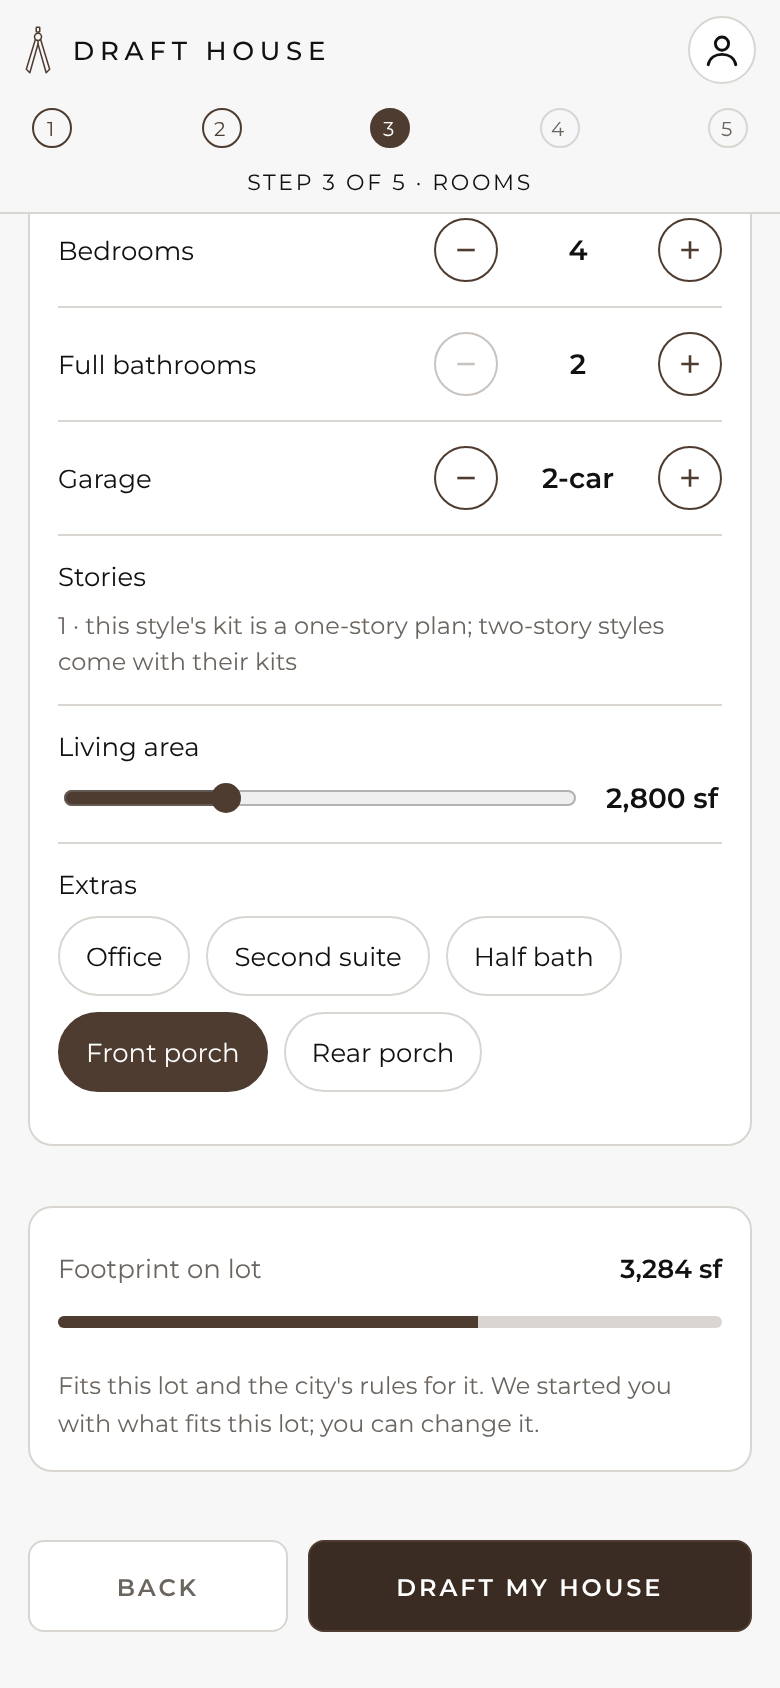 DRAFT HOUSE
1 2 3 4 5
STEP 3 OF 5 · ROOMS
Bedrooms − 4 +
Full bathrooms − 2 +
Garage − 2-car +
Stories
1 · this style's kit is a one-story plan; two-story styles
come with their kits
Living area
2,800 sf
Extras
Office Second suite Half bath
Front porch Rear porch
Footprint on lot 3,284 sf
Fits this lot and the city's rules for it. We started you
with what fits this lot; you can change it.
BACK DRAFT MY HOUSE